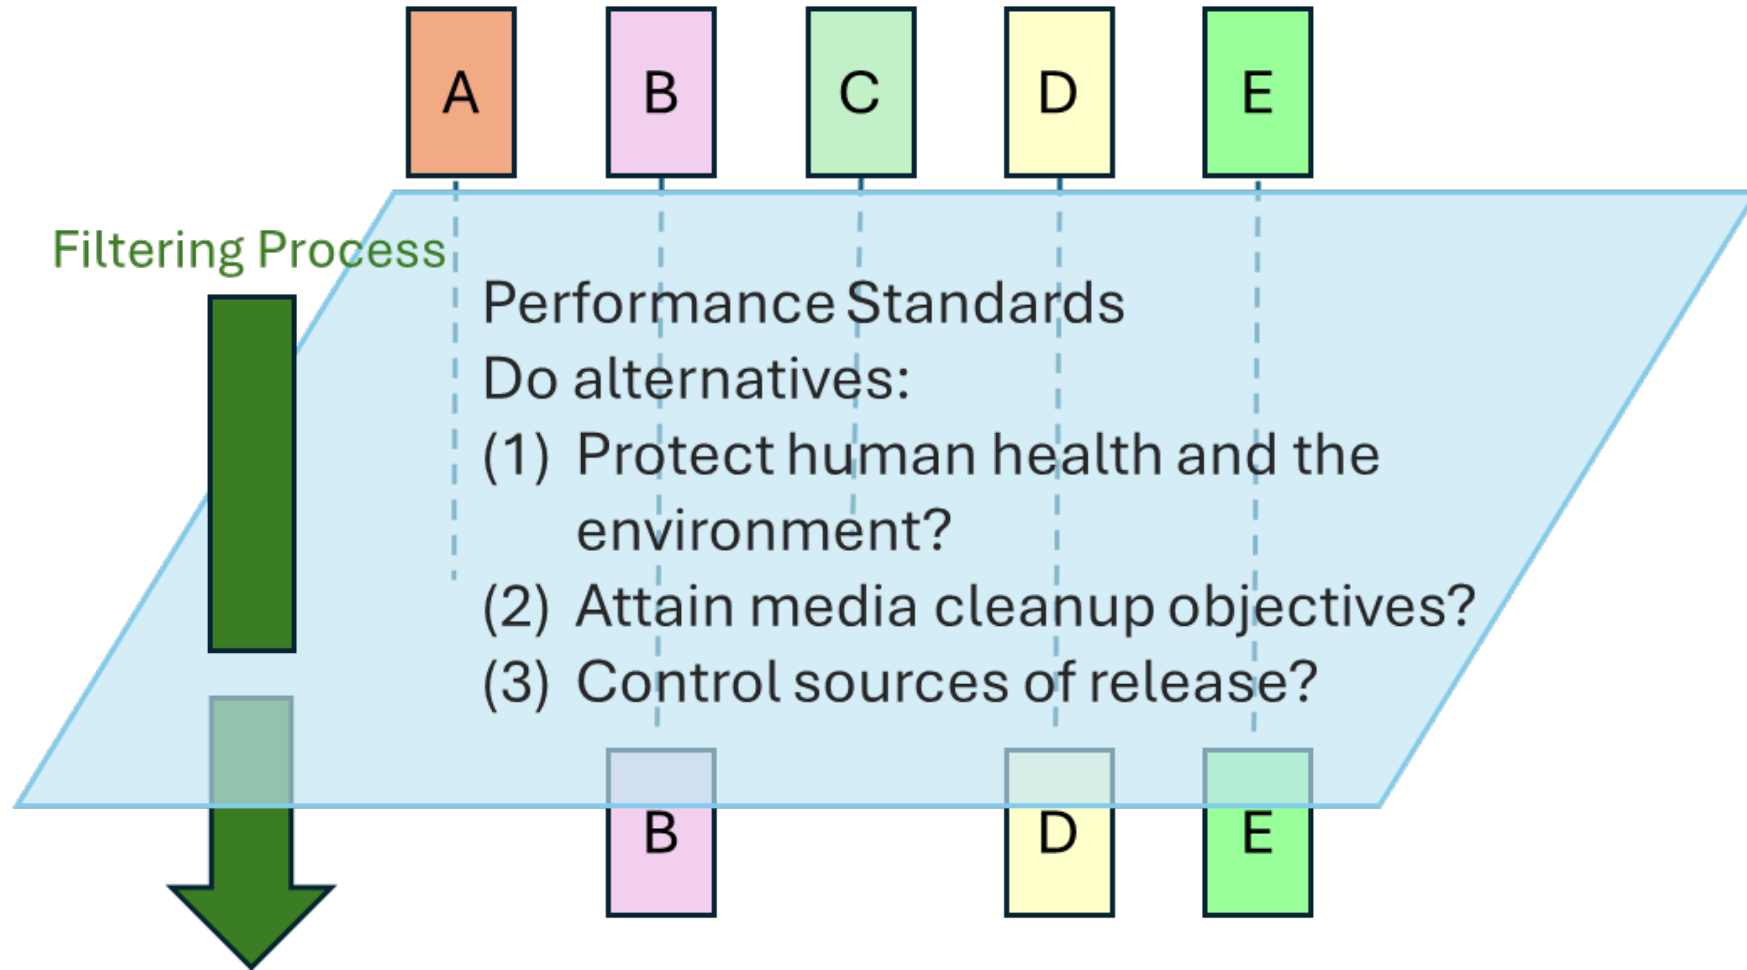 A
B
C
D
E
Filtering Process
Performance Standards
Do alternatives:
(1) Protect human health and the
environment?
(2) Attain media cleanup objectives?
(3) Control sources of release?
B
D
E